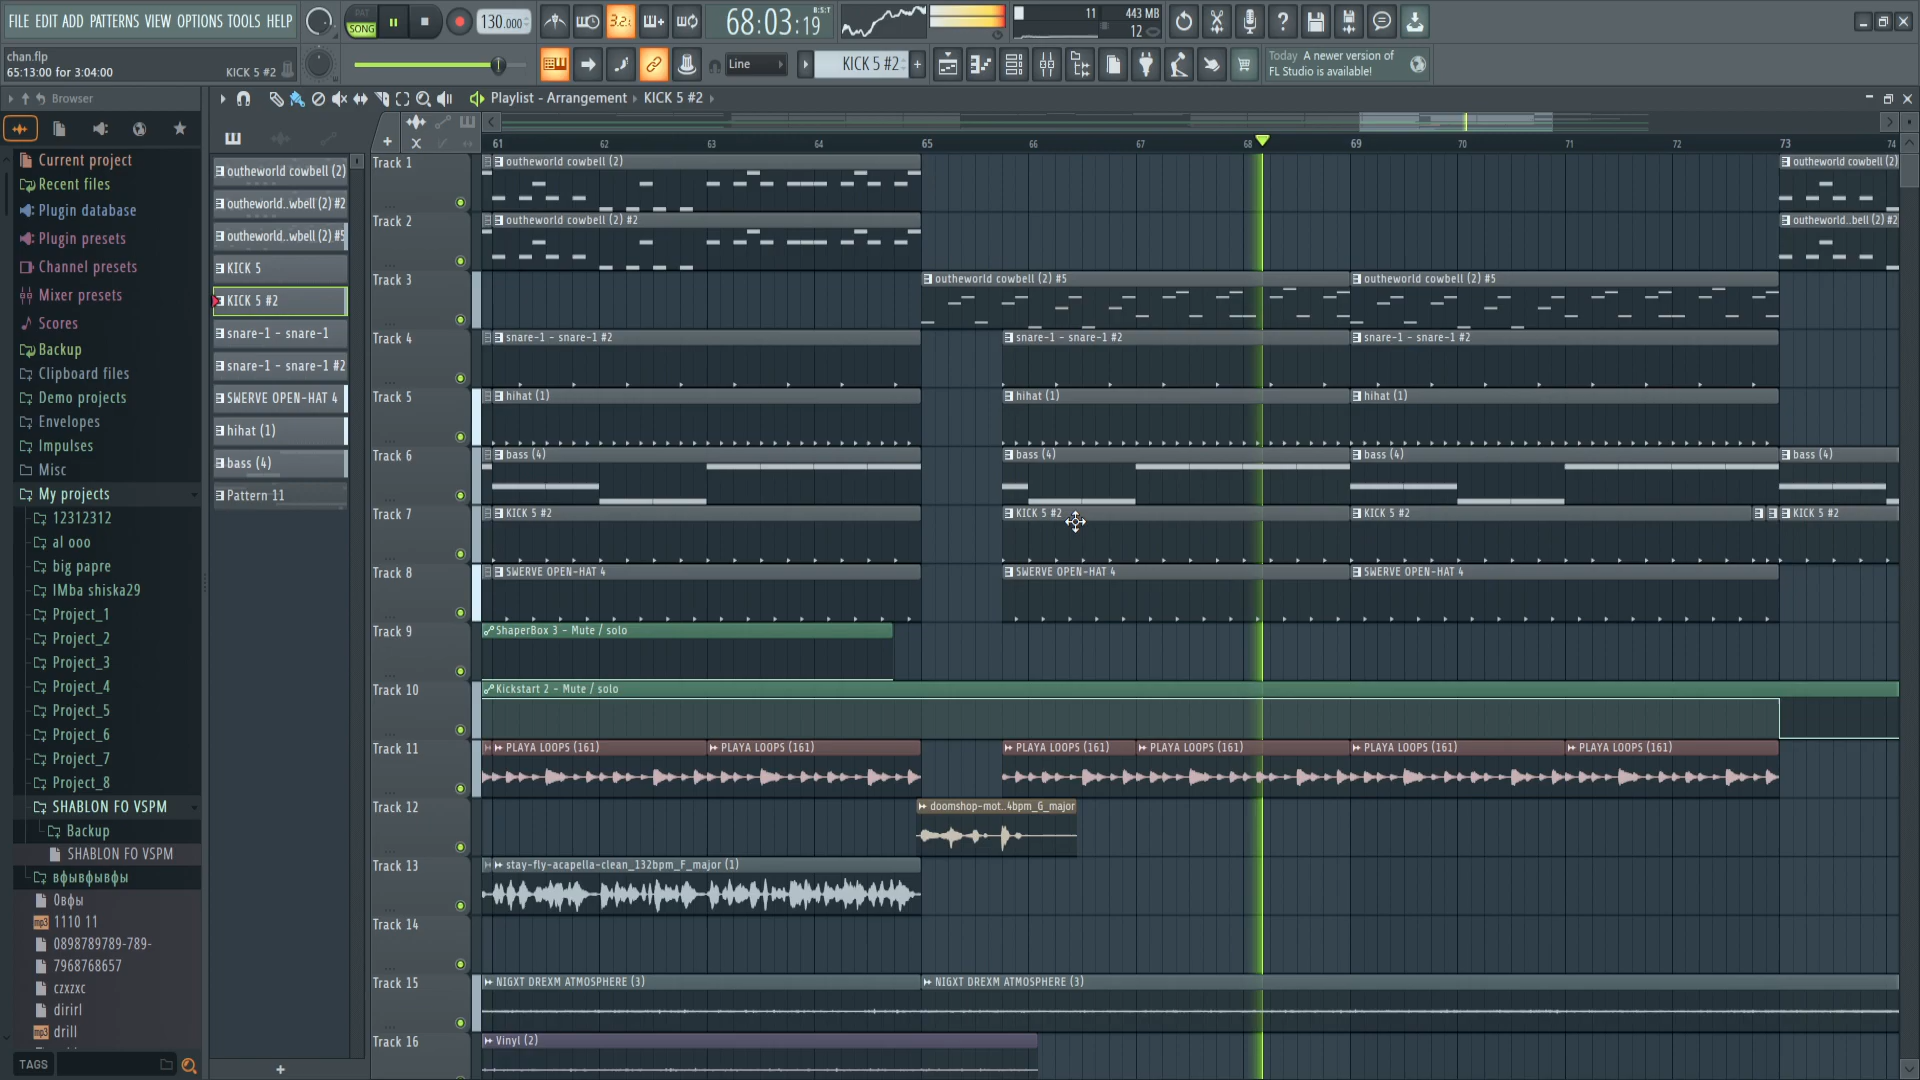 FILE EDIT ADD PATTERNS VIEW OPTIONS TOOLS HELP
PAT
SONG
130.000
3.2.
68:03:19
B:S:T
11
443 MB
12
chan.flp
65:13:00 for 3:04:00
KICK 5 #2
Line
KICK 5 #2
Today A newer version of
FL Studio is available!
Browser
Playlist - Arrangement
KICK 5 #2
Current project
Recent files
Plugin database
Plugin presets
Channel presets
Mixer presets
Scores
Backup
Clipboard files
Demo projects
Envelopes
Impulses
Misc
My projects
12312312
al ooo
big papre
IMba shiska29
Project_1
Project_2
Project_3
Project_4
Project_5
Project_6
Project_7
Project_8
SHABLON FO VSPM
Backup
SHABLON FO VSPM
вфывфывфы
0вфы
mp3 1110 11
0898789789-789-
7968768657
czxzxc
dirirl
mp3 drill
TAGS
outheworld cowbell (2)
outheworld..wbell (2) #2
outheworld..wbell (2) #5
KICK 5
KICK 5 #2
snare-1 - snare-1
snare-1 - snare-1 #2
SWERVE OPEN-HAT 4
hihat (1)
bass (4)
Pattern 11
61 62 63 64 65 66 67 68 69 70 71 72 73 74
Track 1
outheworld cowbell (2)
outheworld cowbell (2)
Track 2
outheworld cowbell (2) #2
outheworld..bell (2) #2
Track 3
outheworld cowbell (2) #5
outheworld cowbell (2) #5
Track 4
snare-1 - snare-1 #2
snare-1 - snare-1 #2
snare-1 - snare-1 #2
Track 5
hihat (1)
hihat (1)
hihat (1)
Track 6
bass (4)
bass (4)
bass (4)
bass (4)
Track 7
KICK 5 #2
KICK 5 #2
KICK 5 #2
KICK 5 #2
Track 8
SWERVE OPEN-HAT 4
SWERVE OPEN-HAT 4
SWERVE OPEN-HAT 4
Track 9
ShaperBox 3 - Mute / solo
Track 10
Kickstart 2 - Mute / solo
Track 11
PLAYA LOOPS (161)
PLAYA LOOPS (161)
PLAYA LOOPS (161)
PLAYA LOOPS (161)
PLAYA LOOPS (161)
PLAYA LOOPS (161)
Track 12
doomshop-mot..4bpm_G_major
Track 13
stay-fly-acapella-clean_132bpm_F_major (1)
Track 14
Track 15
NIGXT DREXM ATMOSPHERE (3)
NIGXT DREXM ATMOSPHERE (3)
Track 16
Vinyl (2)